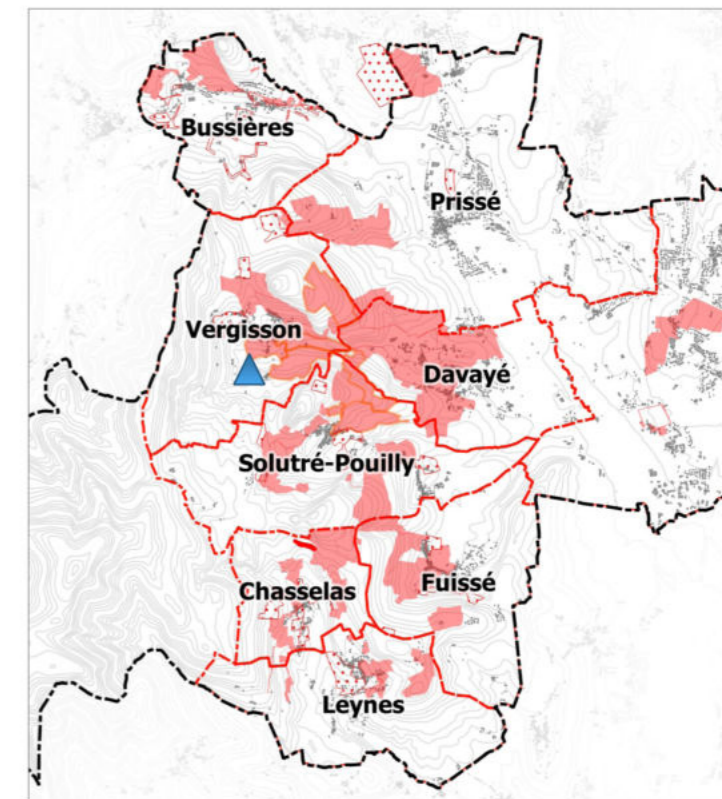 Bussières
Prissé
Vergisson
Davayé
Solutré-Pouilly
Chasselas
Fuissé
Leynes